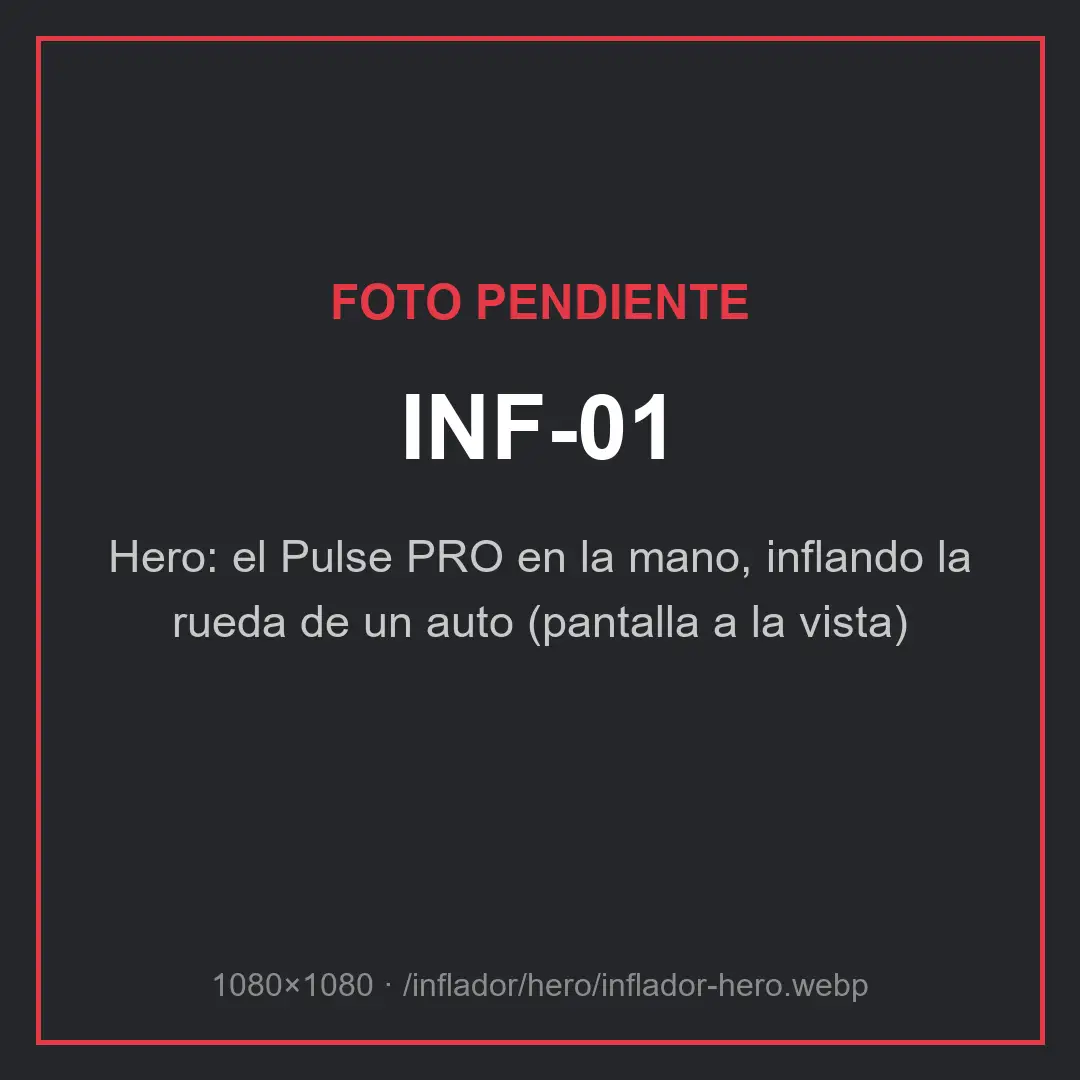 FOTO PENDIENTE
INF-01
Hero: el Pulse PRO en la mano, inflando la
rueda de un auto (pantalla a la vista)
1080×1080 · /inflador/hero/inflador-hero.webp